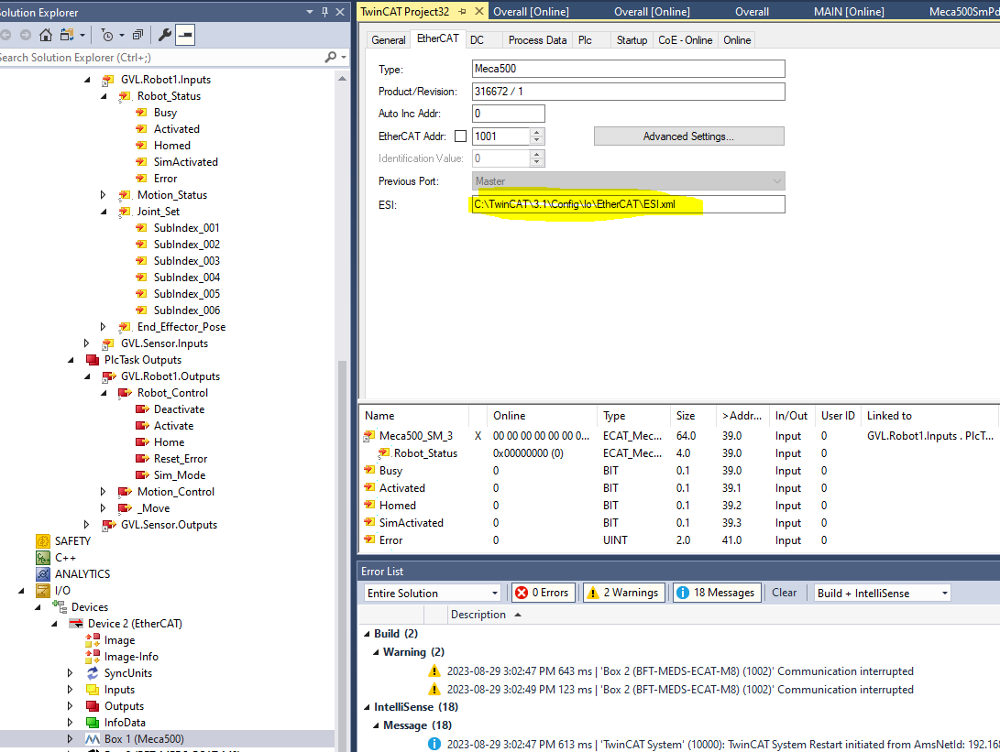 Solution Explorer
Search Solution Explorer (Ctrl+;)
GVL.Robot1.Inputs
Robot_Status
Busy
Activated
Homed
SimActivated
Error
Motion_Status
Joint_Set
SubIndex_001
SubIndex_002
SubIndex_003
SubIndex_004
SubIndex_005
SubIndex_006
End_Effector_Pose
GVL.Sensor.Inputs
PlcTask Outputs
GVL.Robot1.Outputs
Robot_Control
Deactivate
Activate
Home
Reset_Error
Sim_Mode
Motion_Control
_Move
GVL.Sensor.Outputs
SAFETY
C++
ANALYTICS
I/O
Devices
Device 2 (EtherCAT)
Image
Image-Info
SyncUnits
Inputs
Outputs
InfoData
Box 1 (Meca500)
TwinCAT Project32 Overall [Online] Overall [Online] Overall MAIN [Online] Meca500SmPd
General EtherCAT DC Process Data Plc Startup CoE - Online Online
Type: Meca500
Product/Revision: 316672 / 1
Auto Inc Addr: 0
EtherCAT Addr: 1001 Advanced Settings...
Identification Value: 0
Previous Port: Master
ESI: C:\TwinCAT\3.1\Config\Io\EtherCAT\ESI.xml
Name Online Type Size >Addr... In/Out User ID Linked to
Meca500_SM_3 X 00 00 00 00 00 00 0... ECAT_Mec... 64.0 39.0 Input 0 GVL.Robot1.Inputs . PlcT...
Robot_Status 0x00000000 (0) ECAT_Mec... 4.0 39.0 Input 0
Busy 0 BIT 0.1 39.0 Input 0
Activated 0 BIT 0.1 39.1 Input 0
Homed 0 BIT 0.1 39.2 Input 0
SimActivated 0 BIT 0.1 39.3 Input 0
Error 0 UINT 2.0 41.0 Input 0
Error List
Entire Solution 0 Errors 2 Warnings 18 Messages Clear Build + IntelliSense
Description
Build (2)
Warning (2)
2023-08-29 3:02:47 PM 643 ms | 'Box 2 (BFT-MEDS-ECAT-M8) (1002)' Communication interrupted
2023-08-29 3:02:49 PM 123 ms | 'Box 2 (BFT-MEDS-ECAT-M8) (1002)' Communication interrupted
IntelliSense (18)
Message (18)
2023-08-29 3:02:47 PM 613 ms | 'TwinCAT System' (10000): TwinCAT System Restart initiated from AmsNetId: 192.168